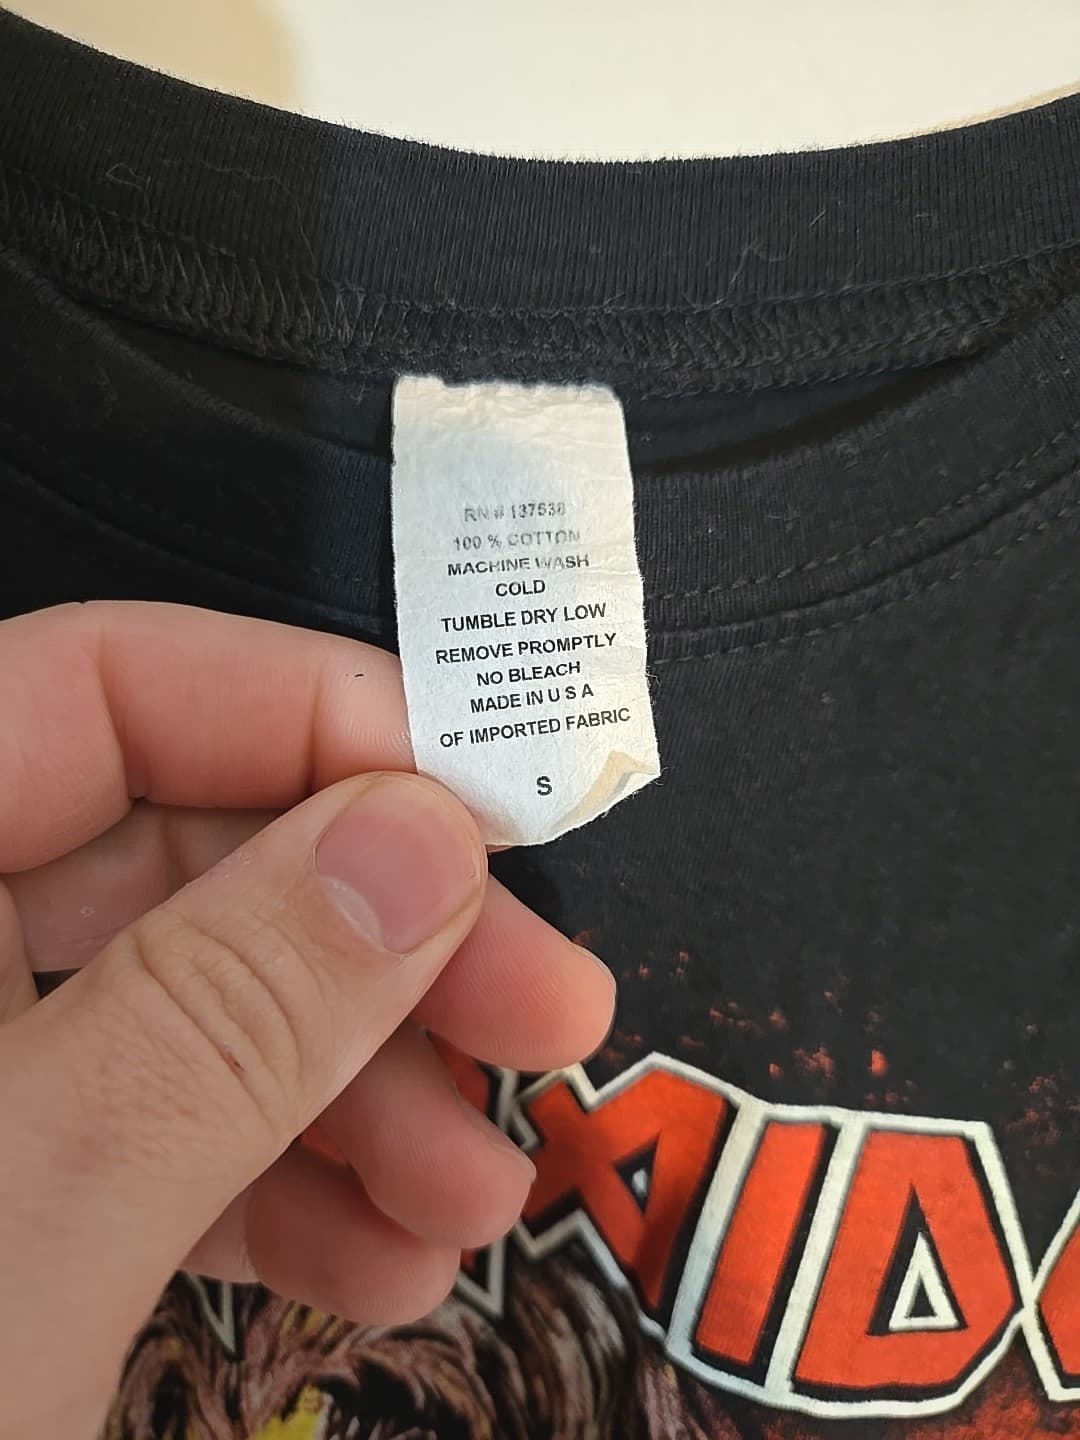 RN # 137538
100 % COTTON
MACHINE WASH
COLD
TUMBLE DRY LOW
REMOVE PROMPTLY
NO BLEACH
MADE IN U S A
OF IMPORTED FABRIC
S
MAIDE